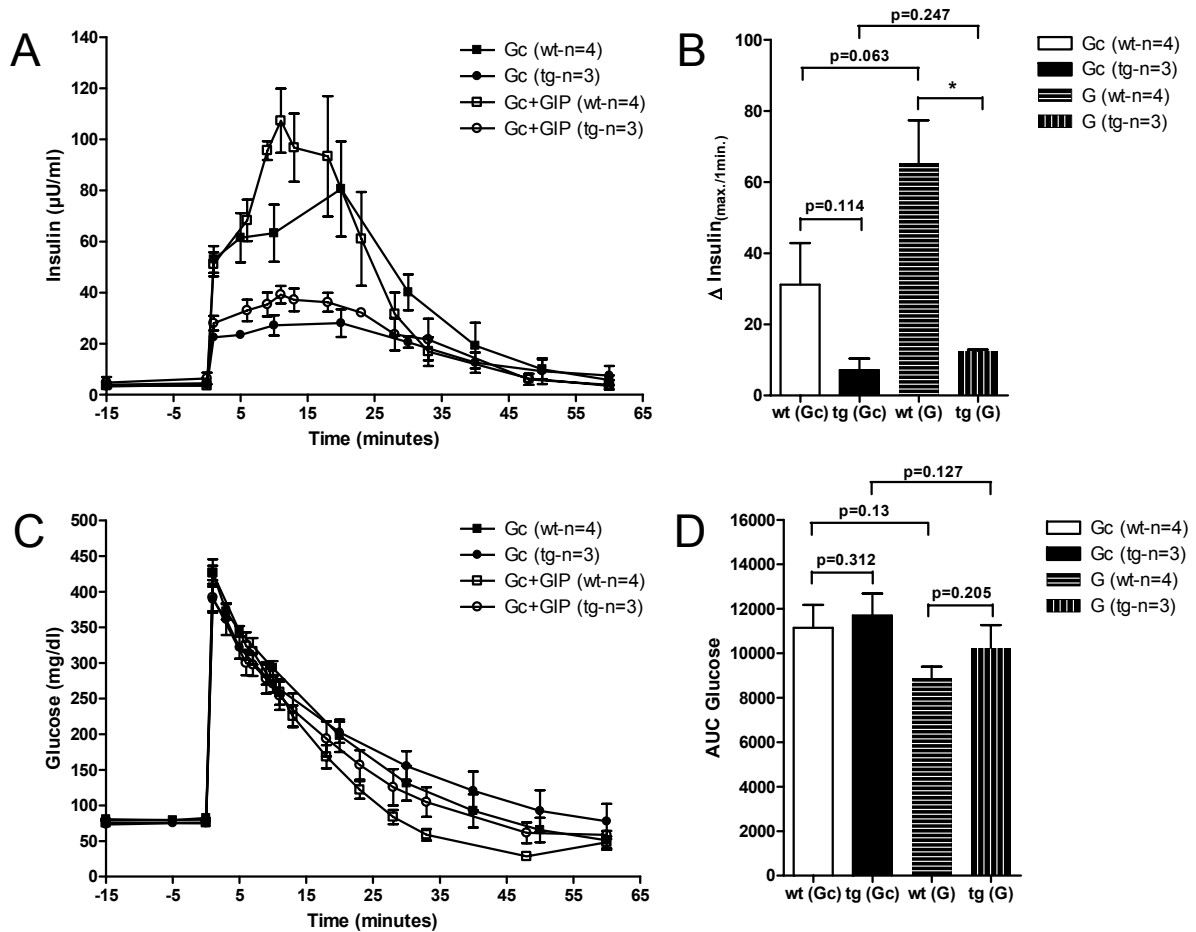 A
Insulin (µU/ml)
140
120
100
80
60
40
20
0
-15
-5
5
15
25
35
45
55
65
Time (minutes)
Gc (wt-n=4)
Gc (tg-n=3)
Gc+GIP (wt-n=4)
Gc+GIP (tg-n=3)
B
Δ Insulin(max./1min.)
100
80
60
40
20
0
p=0.247
p=0.063
*
p=0.114
wt (Gc)
tg (Gc)
wt (G)
tg (G)
Gc (wt-n=4)
Gc (tg-n=3)
G (wt-n=4)
G (tg-n=3)
C
Glucose (mg/dl)
500
450
400
350
300
250
200
150
100
50
0
-15
-5
5
15
25
35
45
55
65
Time (minutes)
Gc (wt-n=4)
Gc (tg-n=3)
Gc+GIP (wt-n=4)
Gc+GIP (tg-n=3)
D
AUC Glucose
16000
14000
12000
10000
8000
6000
4000
2000
0
p=0.127
p=0.13
p=0.312
p=0.205
wt (Gc)
tg (Gc)
wt (G)
tg (G)
Gc (wt-n=4)
Gc (tg-n=3)
G (wt-n=4)
G (tg-n=3)